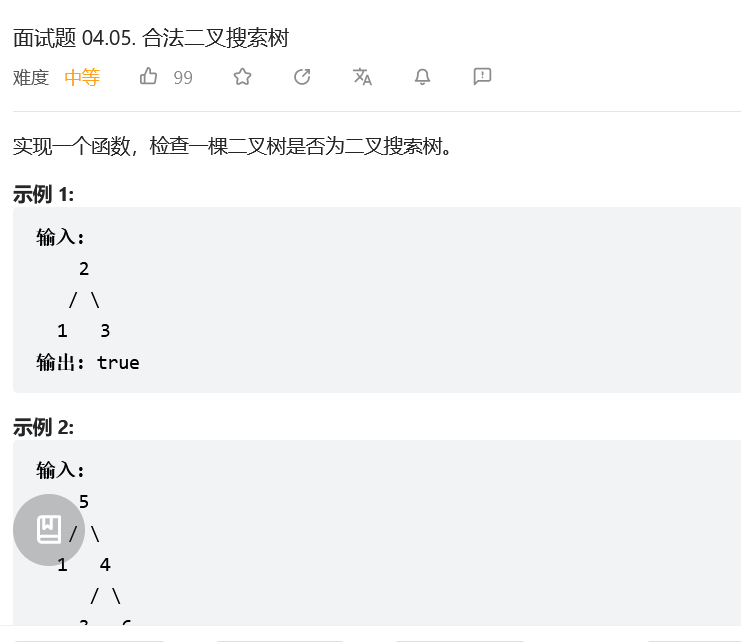 面试题 04.05. 合法二叉搜索树
难度 中等 99
实现一个函数，检查一棵二叉树是否为二叉搜索树。
示例 1:
输入:
2
/ \
1 3
输出: true
示例 2:
输入:
5
/ \
1 4
/ \